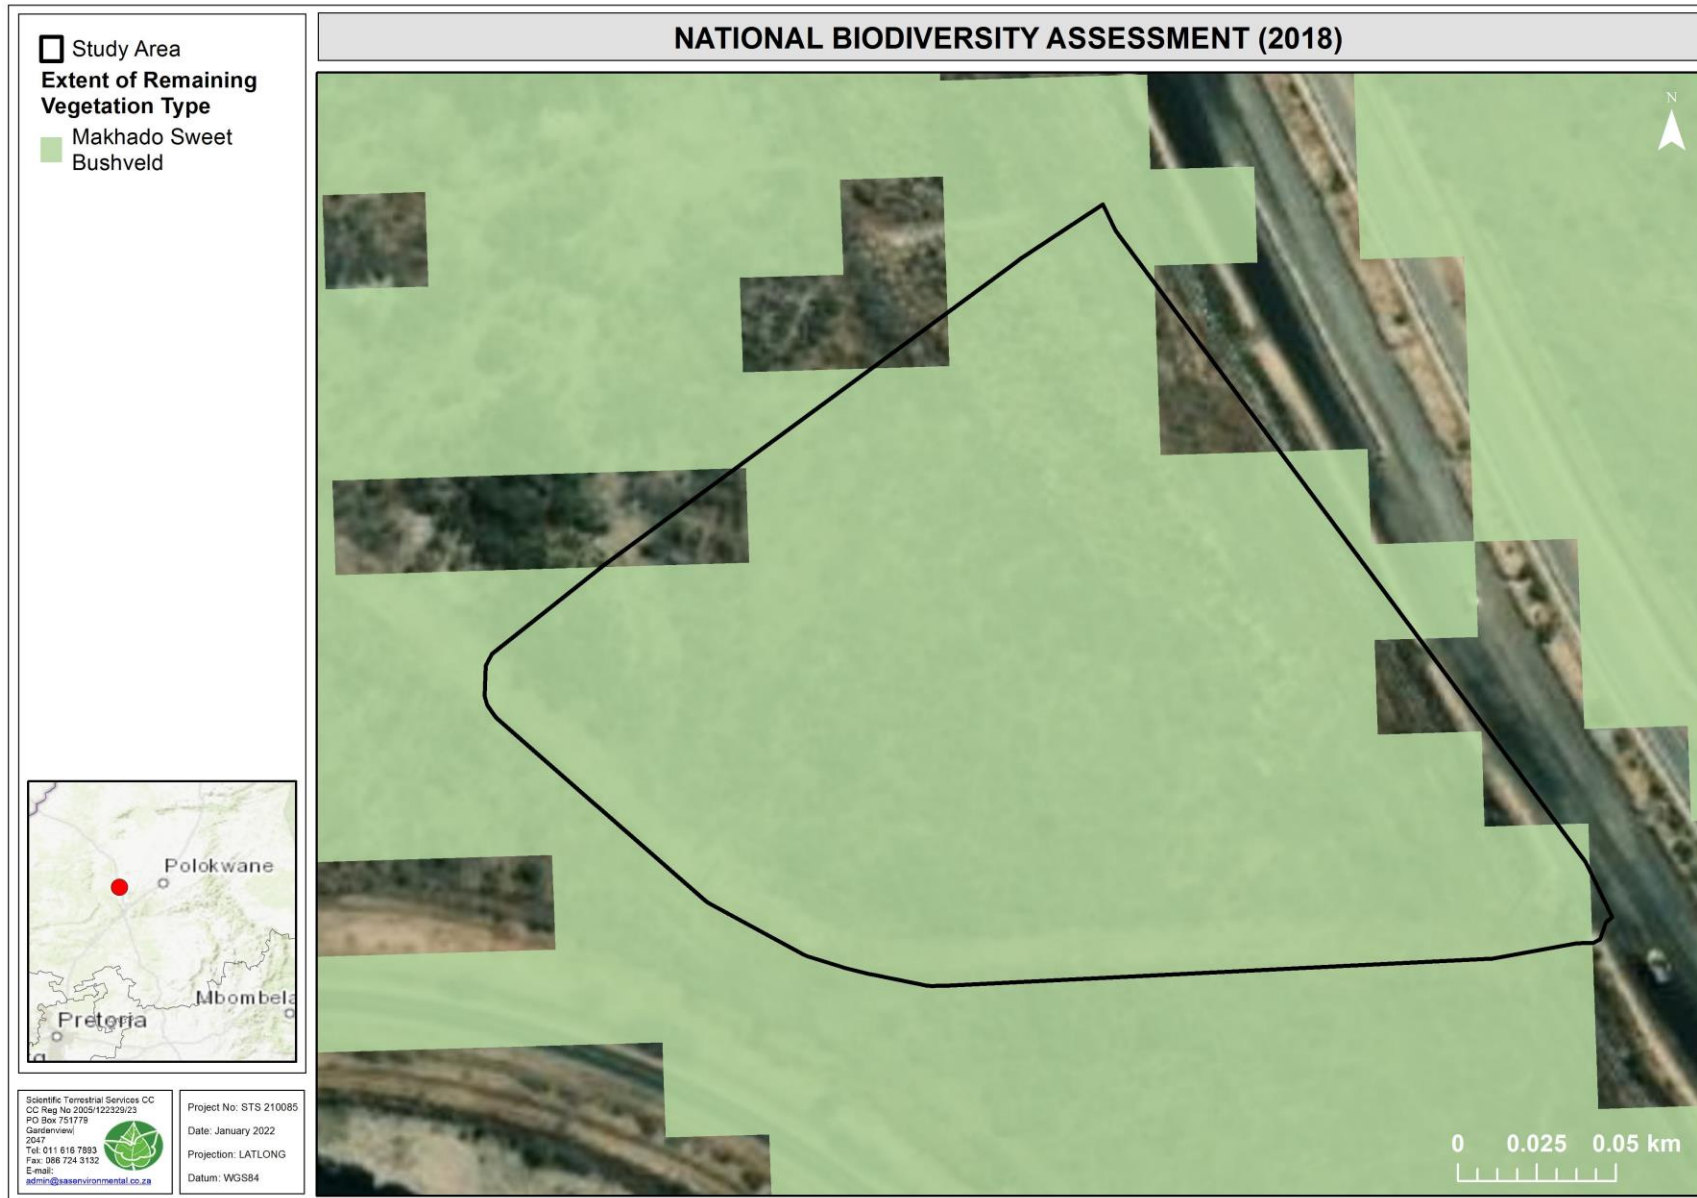 NATIONAL BIODIVERSITY ASSESSMENT (2018)
Study Area
Extent of Remaining
Vegetation Type
Makhado Sweet
Bushveld
N
Polokwane
Mbombela
Pretoria
Scientific Terrestrial Services CC
CC Reg No 2005/122329/23
PO Box 751779
Gardenview
2047
Tel: 011 616 7893
Fax: 086 724 3132
E-mail:
admin@sasenvironmental.co.za
Project No: STS 210085
Date: January 2022
Projection: LATLONG
Datum: WGS84
0 0.025 0.05 km